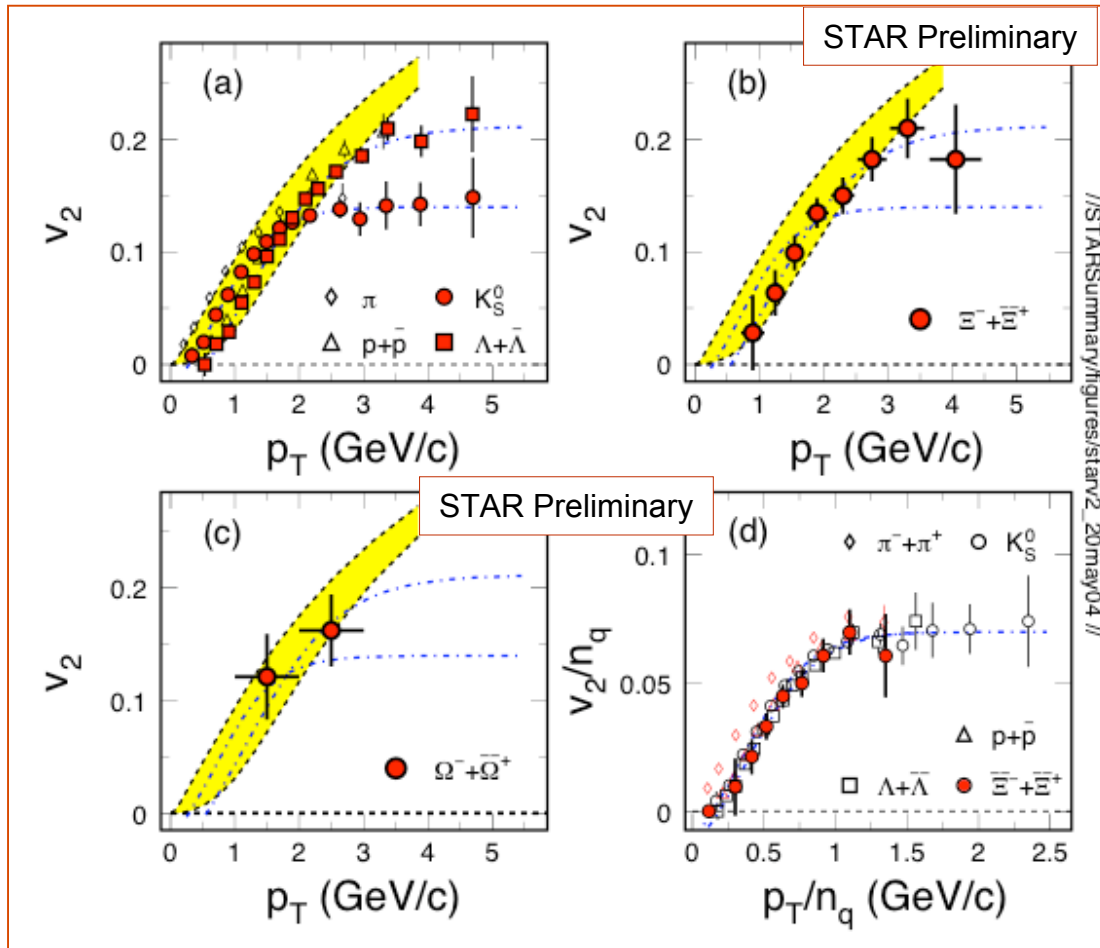 STAR Preliminary
(a)
v₂
0.2
0.1
0
π
K⁰S
p+p̄
Λ+Λ̄
0 1 2 3 4 5
pT (GeV/c)
(b)
v₂
0.2
0.1
0
Ξ⁻+Ξ̄⁺
0 1 2 3 4 5
pT (GeV/c)
//STARSummary/figures/starv2_20may04 //
STAR Preliminary
(c)
v₂
0.2
0.1
0
Ω⁻+Ω̄⁺
0 1 2 3 4 5
pT (GeV/c)
(d)
v₂/nq
0.1
0.05
0
π⁻+π⁺
K⁰S
p+p̄
Λ+Λ̄
Ξ̄⁻+Ξ̄⁺
0 0.5 1 1.5 2 2.5
pT/nq (GeV/c)